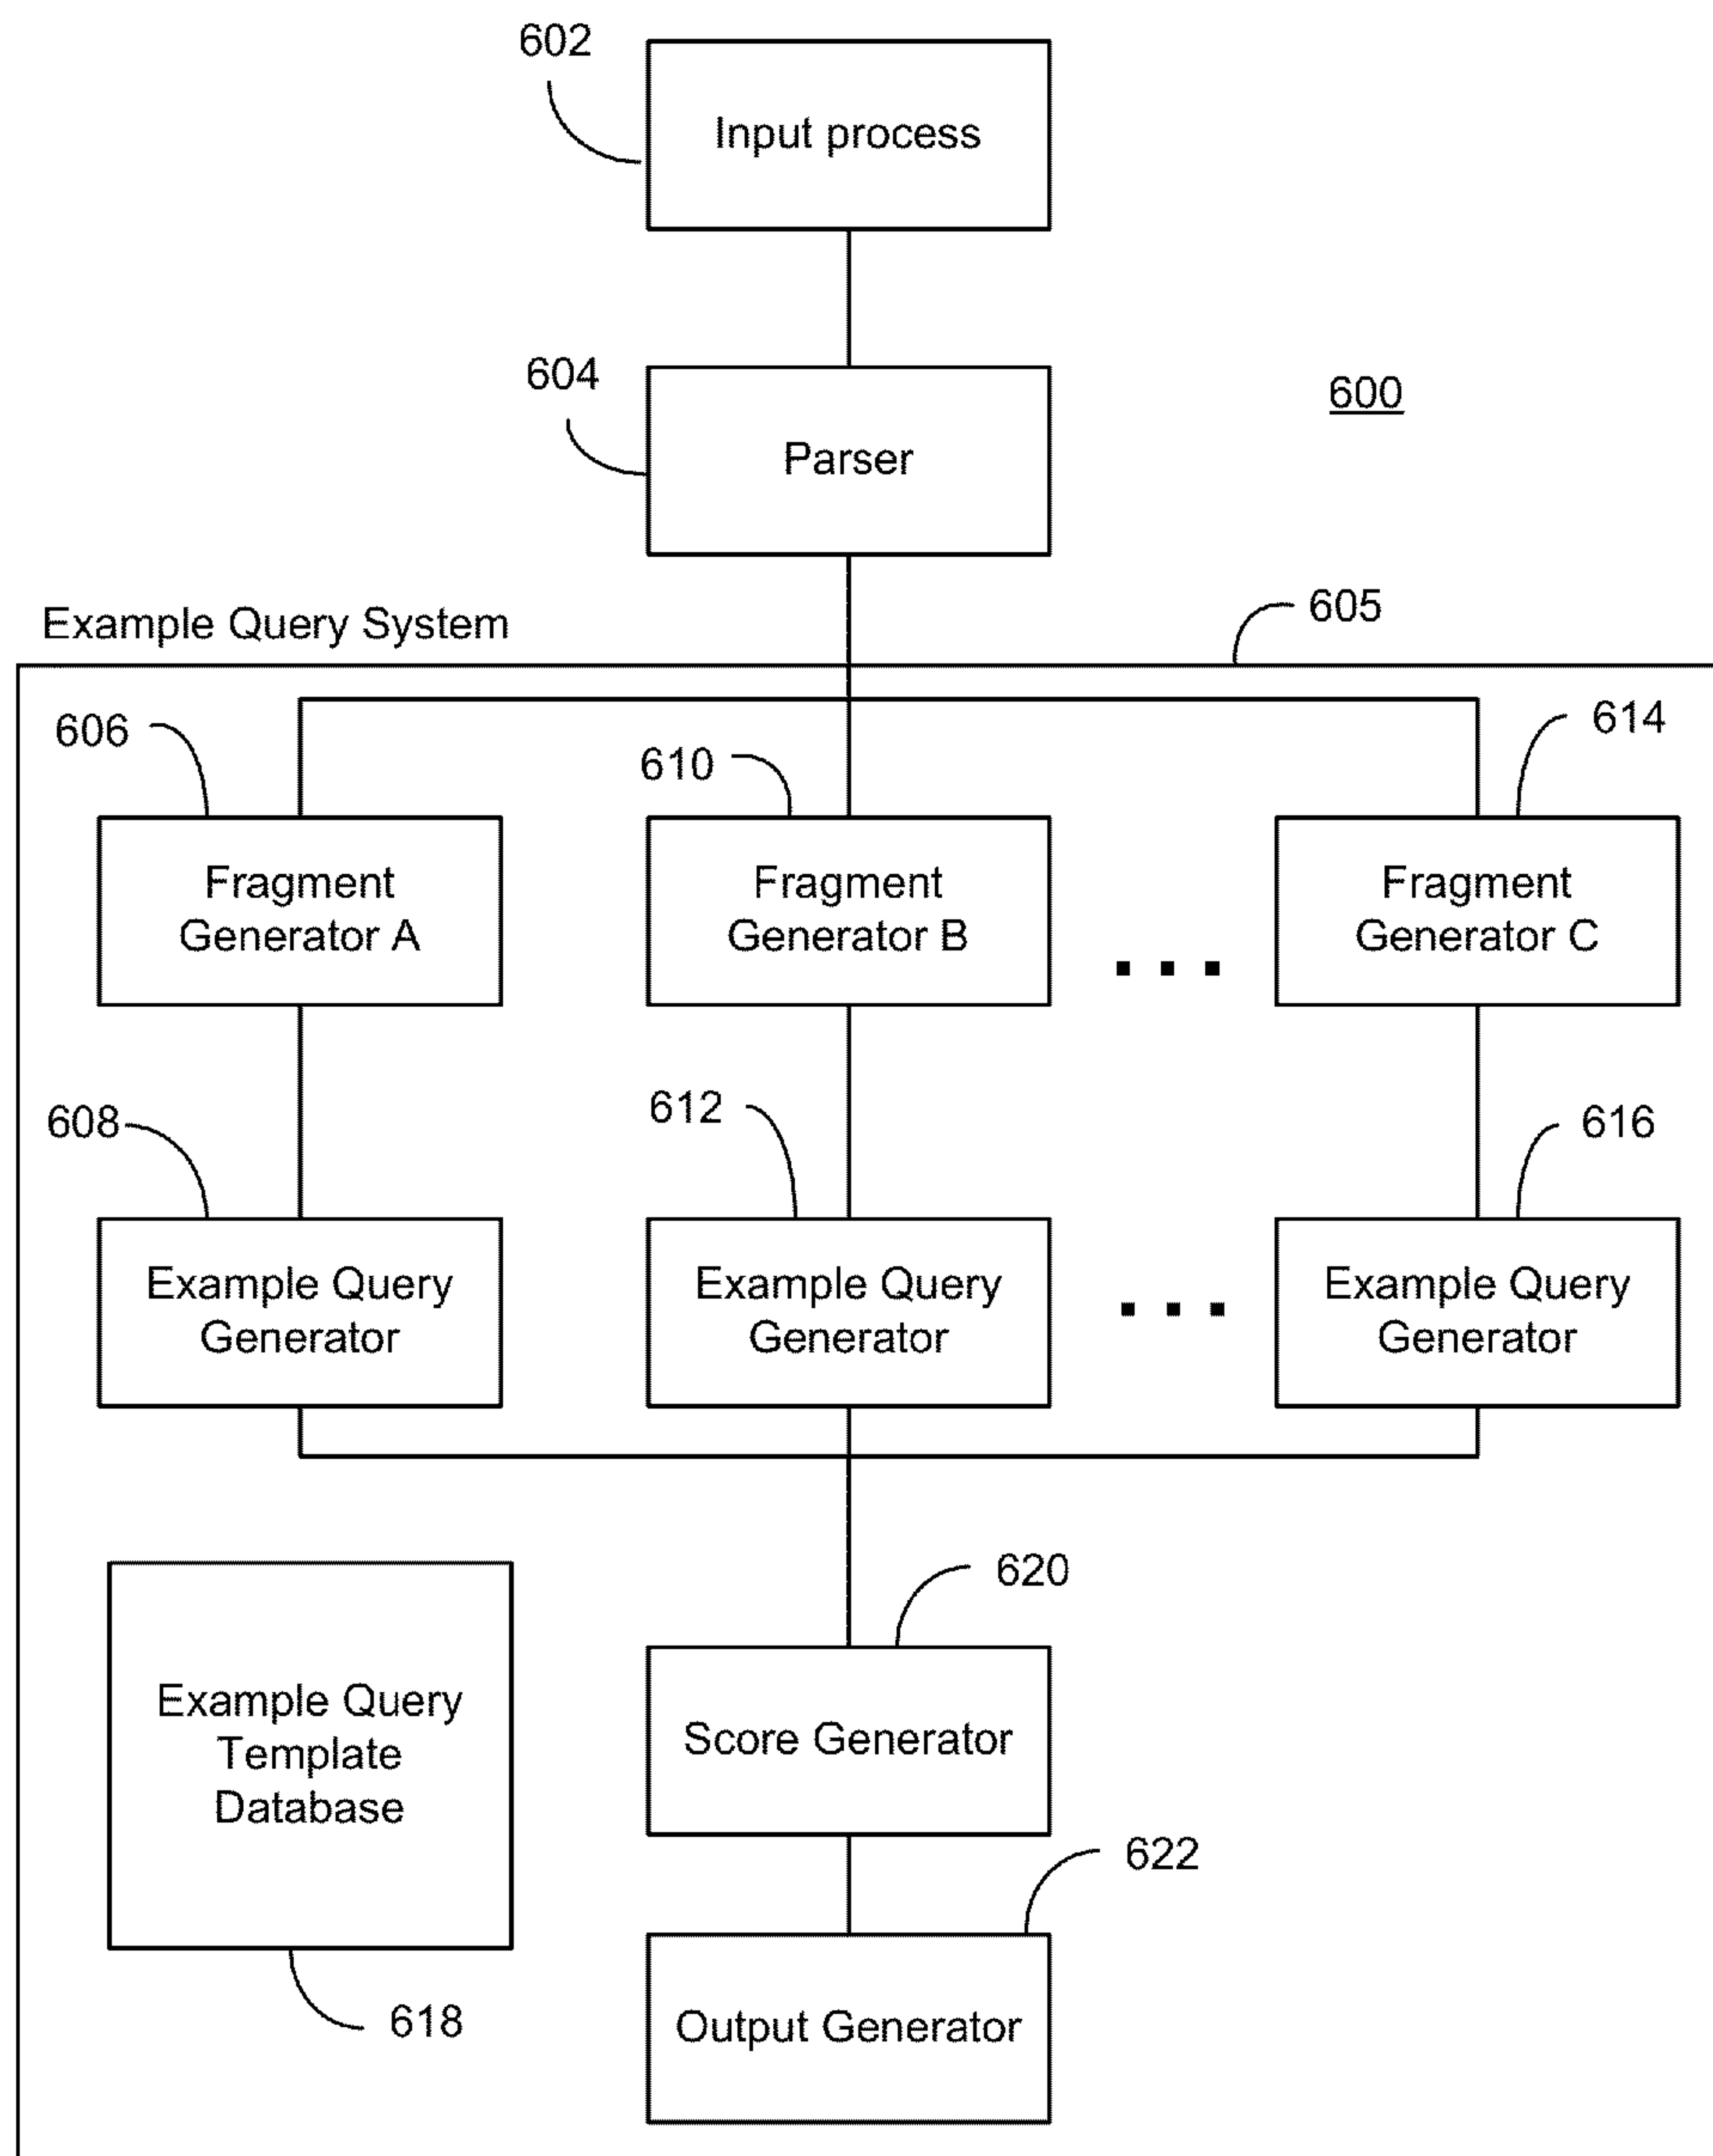 602
Input process
604
Parser
600
Example Query System
605
606
610
614
Fragment
Generator A
Fragment
Generator B
. . .
Fragment
Generator C
608
612
616
Example Query
Generator
Example Query
Generator
. . .
Example Query
Generator
620
Example Query
Template
Database
Score Generator
622
618
Output Generator